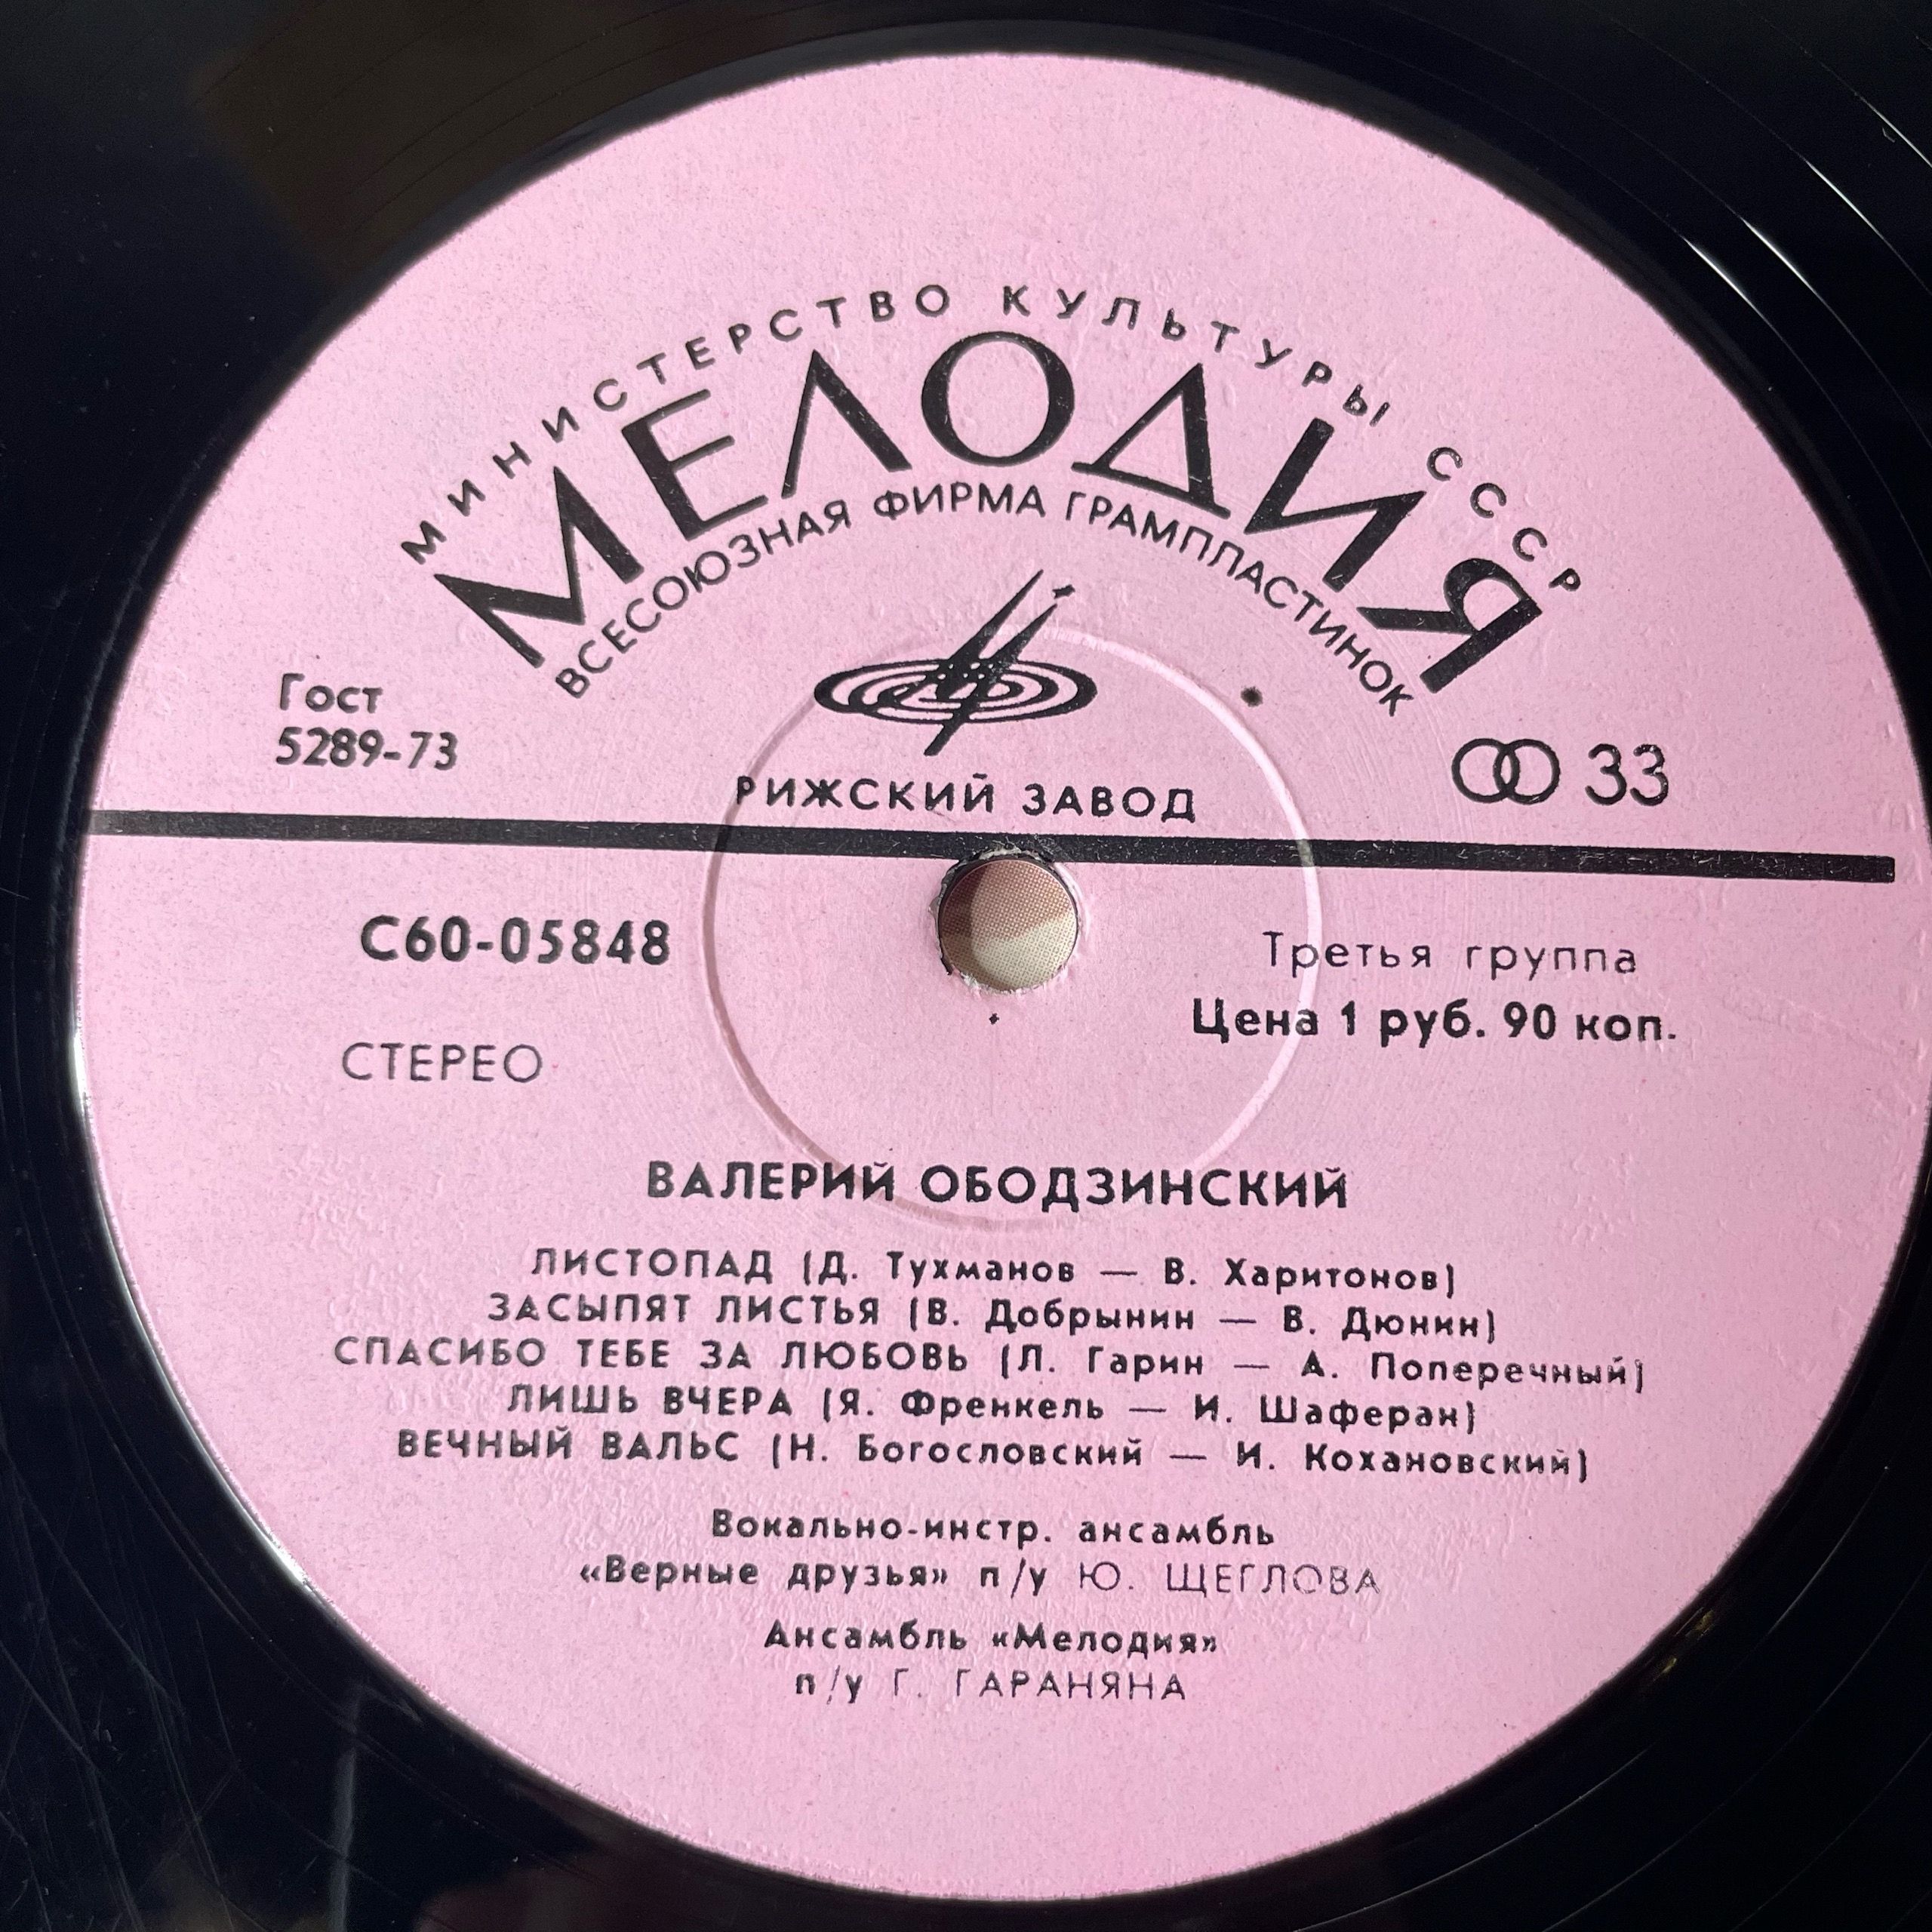 МИНИСТЕРСТВО КУЛЬТУРЫ СССР
МЕЛОДИЯ
ВСЕСОЮЗНАЯ ФИРМА ГРАМПЛАСТИНОК
Гост
5289-73
33
РИЖСКИЙ ЗАВОД
С60-05848
Третья группа
Цена 1 руб. 90 коп.
СТЕРЕО
ВАЛЕРИЙ ОБОДЗИНСКИЙ
ЛИСТОПАД (Д. Тухманов — В. Харитонов)
ЗАСЫПЯТ ЛИСТЬЯ (В. Добрынин — В. Дюнин)
СПАСИБО ТЕБЕ ЗА ЛЮБОВЬ (Л. Гарин — А. Поперечный)
ЛИШЬ ВЧЕРА (Я. Френкель — И. Шаферан)
ВЕЧНЫЙ ВАЛЬС (Н. Богословский — И. Кохановский)
Вокально-инстр. ансамбль
«Верные друзья» п/у Ю. ЩЕГЛОВА
Ансамбль «Мелодия»
п/у Г. ГАРАНЯНА